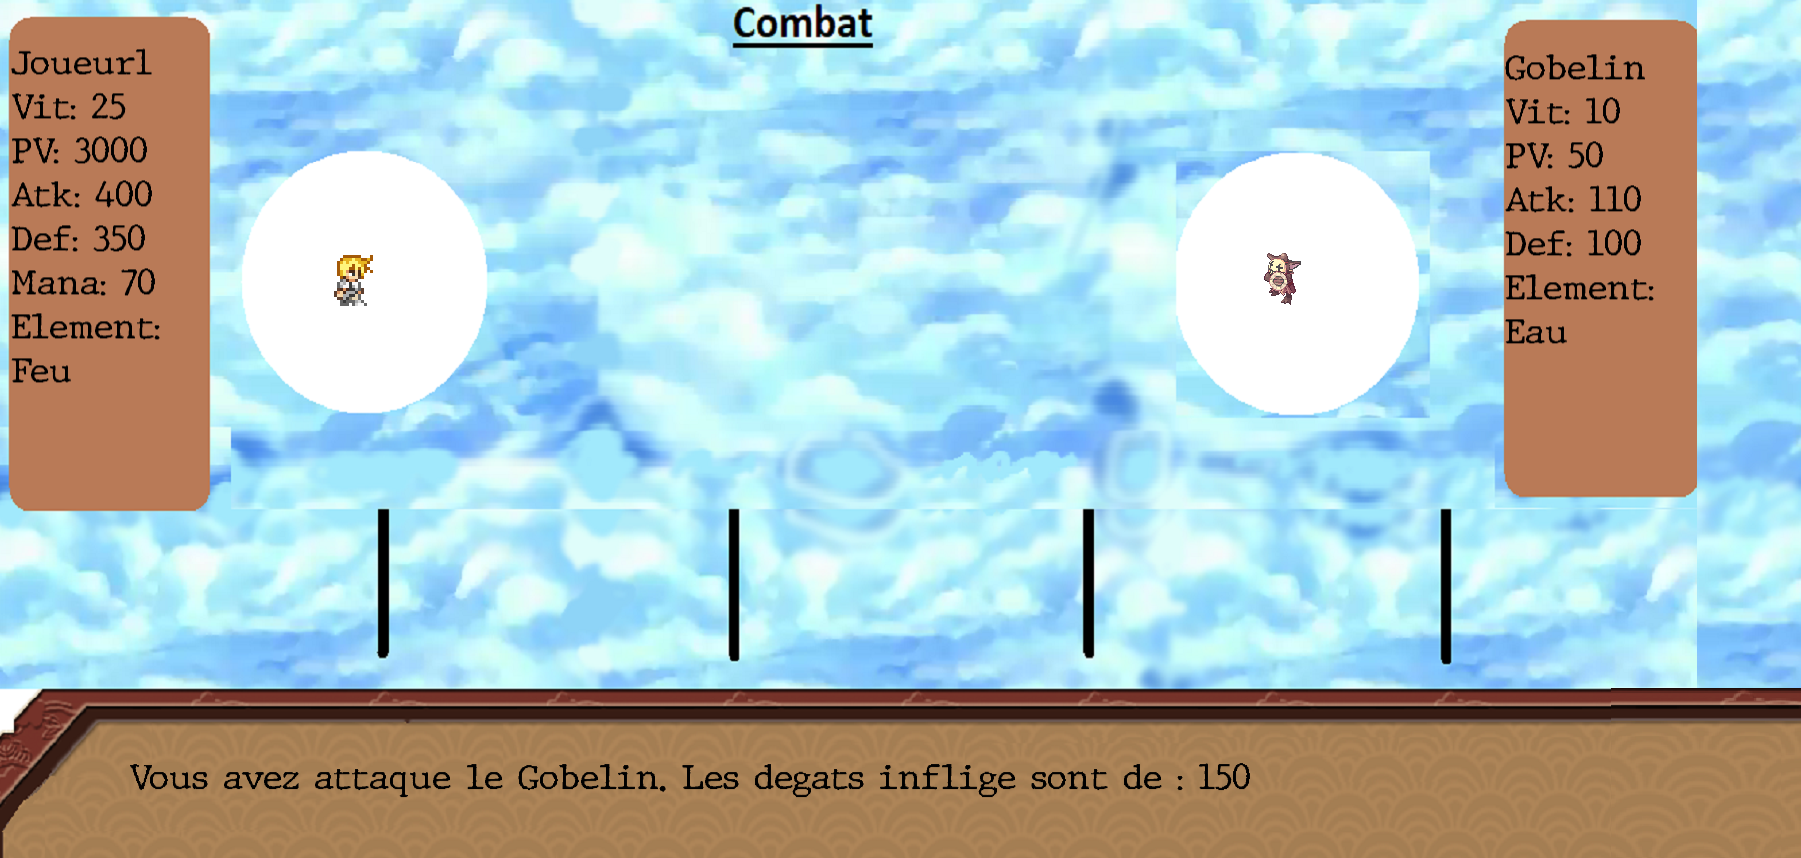 Combat
Joueur1
Vit: 25
PV: 3000
Atk: 400
Def: 350
Mana: 70
Element:
Feu
Gobelin
Vit: 10
PV: 50
Atk: 110
Def: 100
Element:
Eau
Vous avez attaque le Gobelin. Les degats inflige sont de : 150